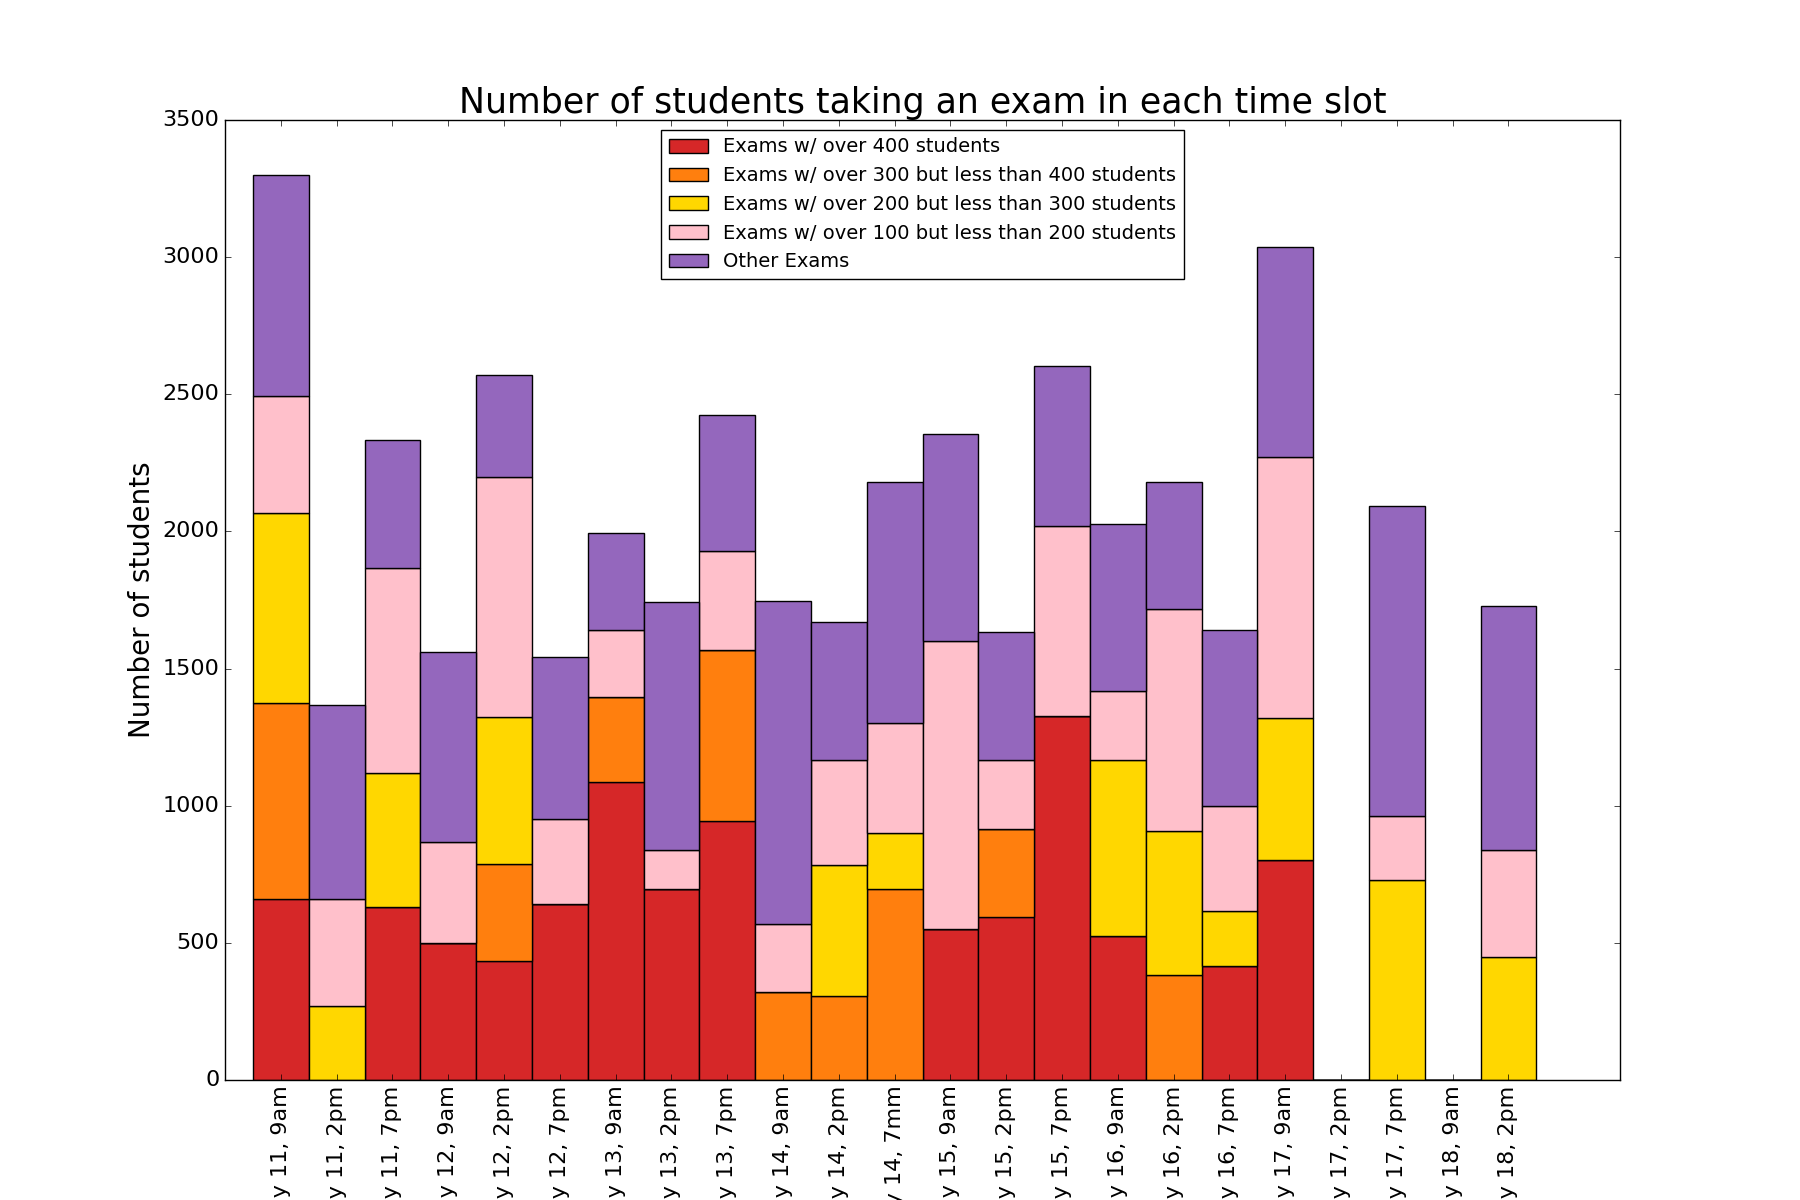 Number of students taking an exam in each time slot
Exams w/ over 400 students
Exams w/ over 300 but less than 400 students
Exams w/ over 200 but less than 300 students
Exams w/ over 100 but less than 200 students
Other Exams
Number of students
3500
3000
2500
2000
1500
1000
500
0
y 11, 9am
y 11, 2pm
y 11, 7pm
y 12, 9am
y 12, 2pm
y 12, 7pm
y 13, 9am
y 13, 2pm
y 13, 7pm
y 14, 9am
y 14, 2pm
y 14, 7mm
y 15, 9am
y 15, 2pm
y 15, 7pm
y 16, 9am
y 16, 2pm
y 16, 7pm
y 17, 9am
y 17, 2pm
y 17, 7pm
y 18, 9am
y 18, 2pm